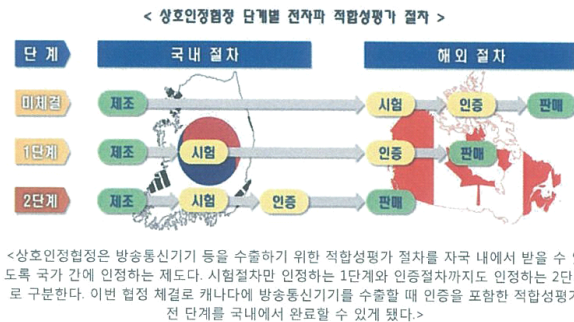 < 상호인정협정 단계별 전자파 적합성평가 절차 >
단 계 국내 절차 해외 절차
미체결 제조 시험 인증 판매
1단계 제조 시험 인증 판매
2단계 제조 시험 인증 판매
<상호인정협정은 방송통신기기 등을 수출하기 위한 적합성평가 절차를 자국 내에서 받을 수
도록 국가 간에 인정하는 제도다. 시험절차만 인정하는 1단계와 인증절차까지도 인정하는 2단
로 구분한다. 이번 협정 체결로 캐나다에 방송통신기기를 수출할 때 인증을 포함한 적합성평가
전 단계를 국내에서 완료할 수 있게 됐다.>